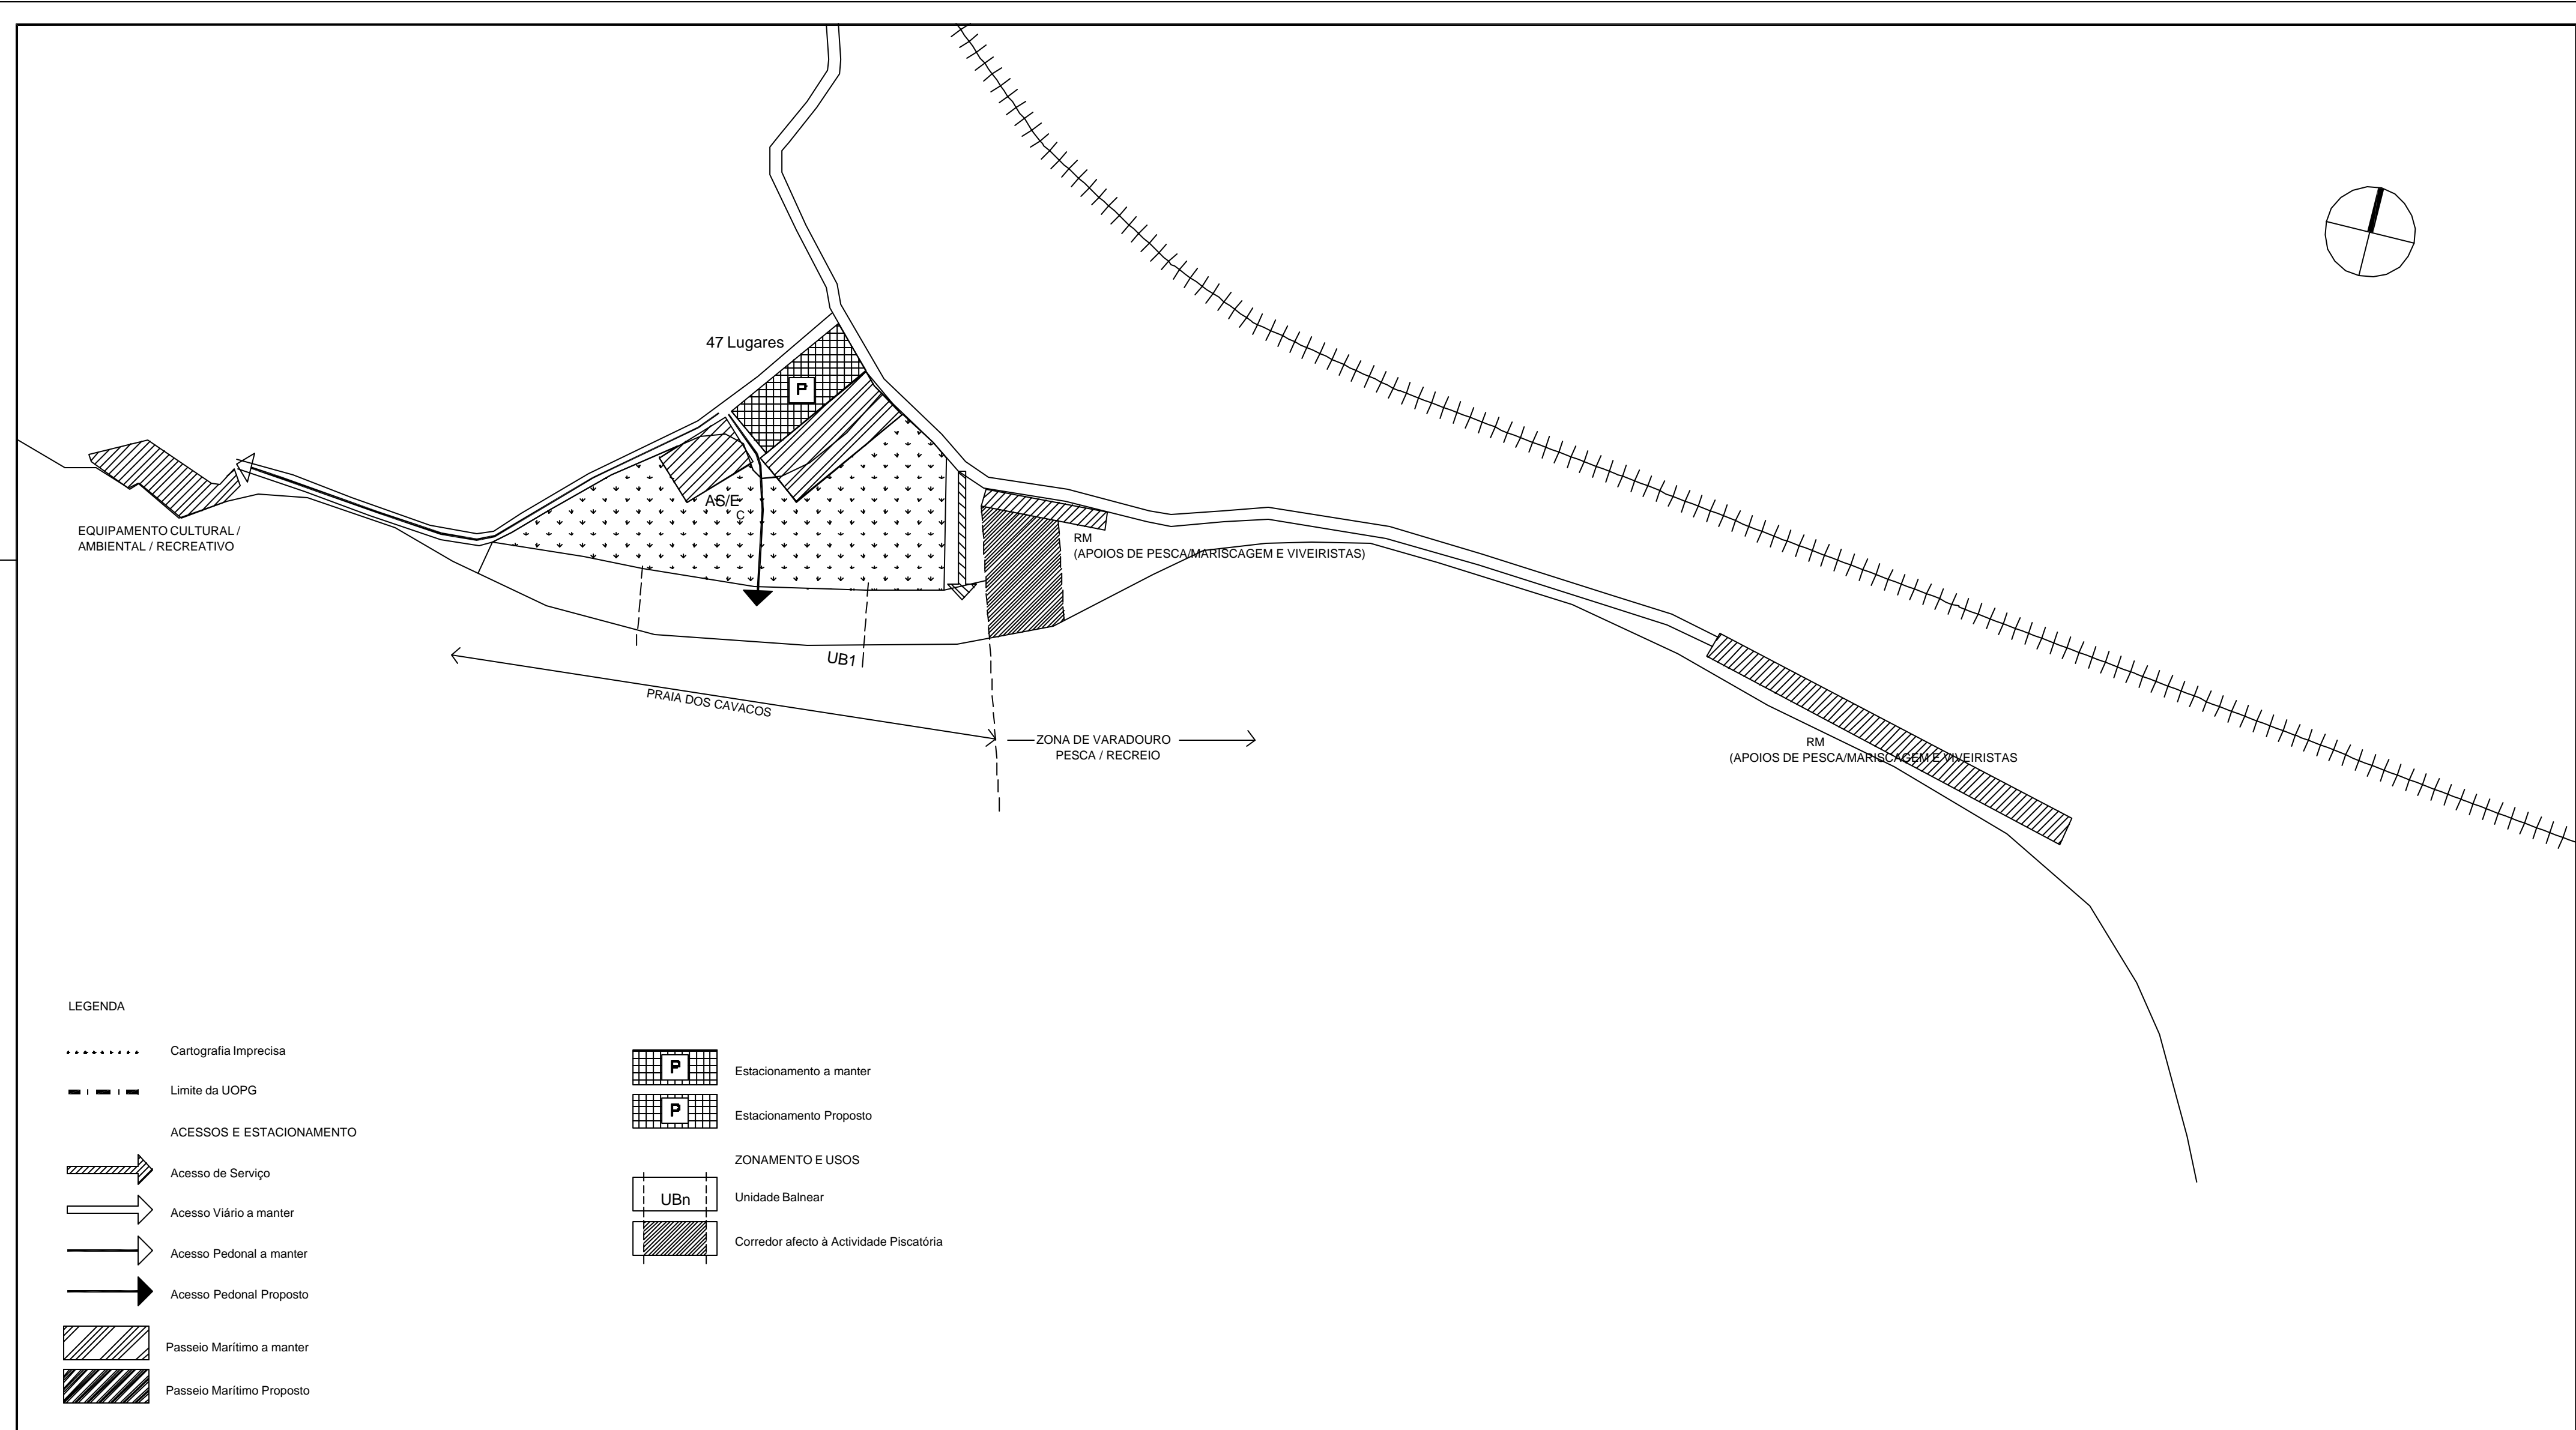 47 Lugares
P
AS/E
C
EQUIPAMENTO CULTURAL /
AMBIENTAL / RECREATIVO
RM
(APOIOS DE PESCA/MARISCAGEM E VIVEIRISTAS)
UB1
PRAIA DOS CAVACOS
ZONA DE VARADOURO
PESCA / RECREIO
RM
(APOIOS DE PESCA/MARISCAGEM E VIVEIRISTAS
LEGENDA
Cartografia Imprecisa
Limite da UOPG
ACESSOS E ESTACIONAMENTO
Acesso de Serviço
Acesso Viário a manter
Acesso Pedonal a manter
Acesso Pedonal Proposto
Passeio Marítimo a manter
Passeio Marítimo Proposto
P
Estacionamento a manter
P
Estacionamento Proposto
ZONAMENTO E USOS
UBn
Unidade Balnear
Corredor afecto à Actividade Piscatória